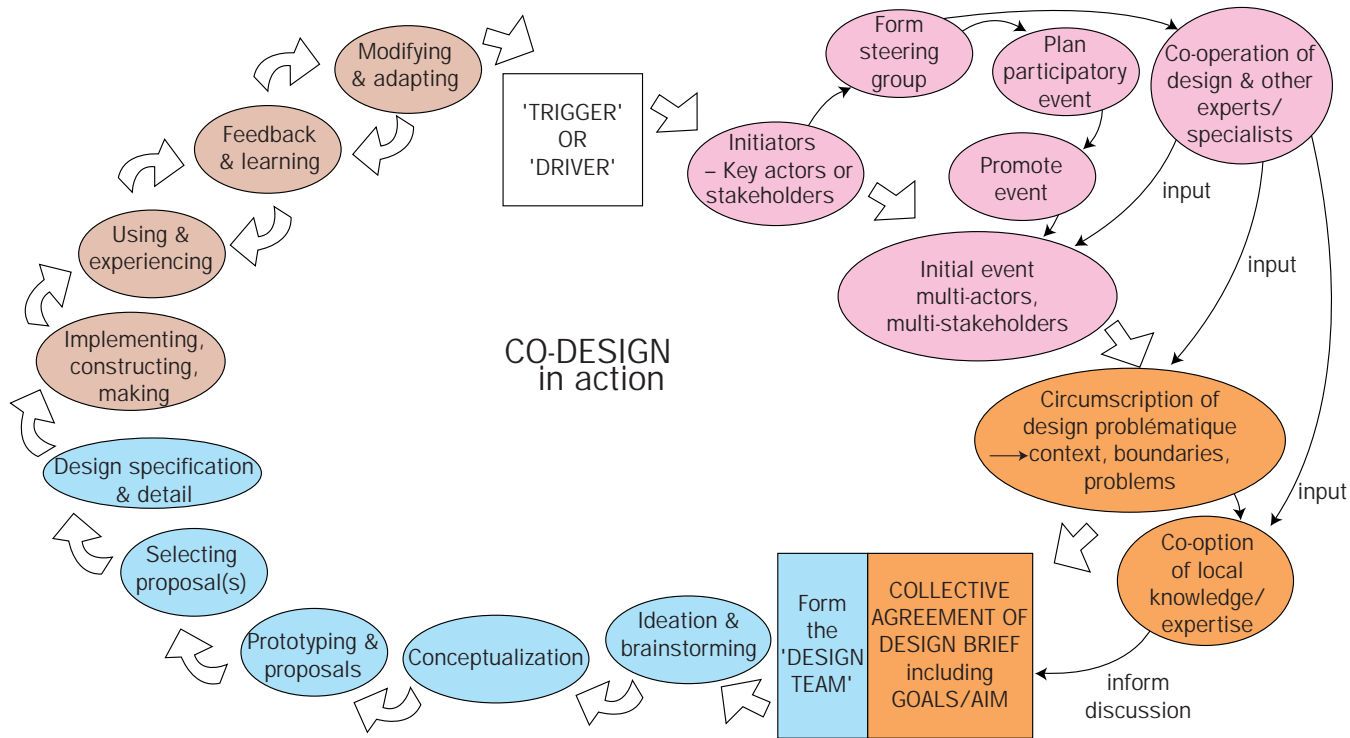 Modifying
& adapting
Feedback
& learning
Using &
experiencing
Implementing,
constructing,
making
Design specification
& detail
Selecting
proposal(s)
Prototyping &
proposals
Conceptualization
Ideation &
brainstorming
Form
the
'DESIGN
TEAM'
COLLECTIVE
AGREEMENT OF
DESIGN BRIEF
including
GOALS/AIM
'TRIGGER'
OR
'DRIVER'
Initiators
– Key actors or
stakeholders
Form
steering
group
Plan
participatory
event
Promote
event
Co-operation of
design & other
experts/
specialists
input
input
input
Initial event
multi-actors,
multi-stakeholders
CO-DESIGN
in action
Circumscription of
design problématique
context, boundaries,
problems
Co-option
of local
knowledge/
expertise
inform
discussion